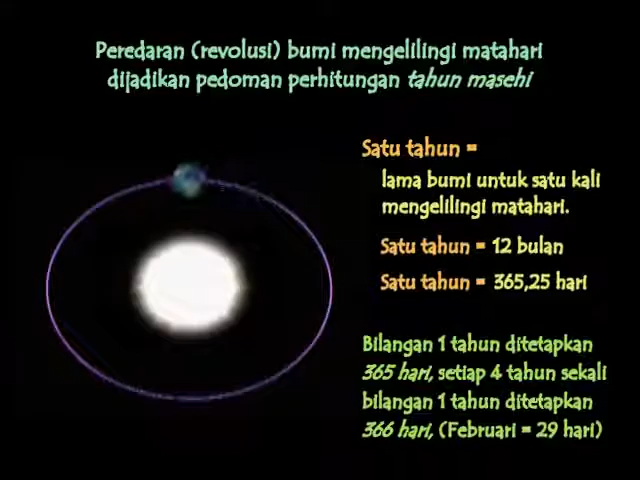 Peredaran (revolusi) bumi mengelilingi matahari
dijadikan pedoman perhitungan tahun masehi
Satu tahun =
lama bumi untuk satu kali
mengelilingi matahari.
Satu tahun = 12 bulan
Satu tahun = 365,25 hari
Bilangan 1 tahun ditetapkan
365 hari, setiap 4 tahun sekali
bilangan 1 tahun ditetapkan
366 hari, (Februari = 29 hari)